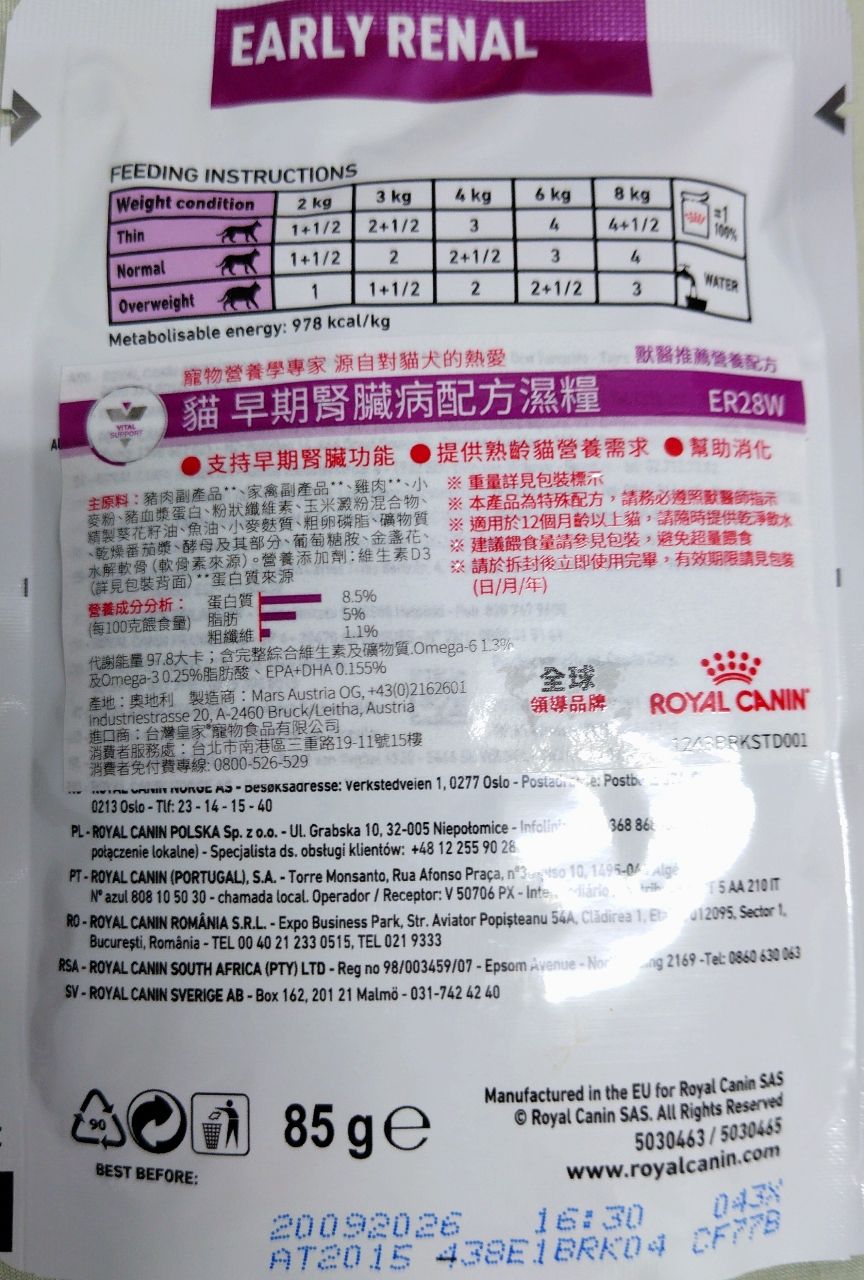 EARLY RENAL
FEEDING INSTRUCTIONS
Weight condition 2 kg 3 kg 4 kg 6 kg 8 kg
Thin 1+1/2 2+1/2 3 4 4+1/2
Normal 1+1/2 2 2+1/2 3 4
Overweight 1 1+1/2 2 2+1/2 3
=1
100%
WATER
Metabolisable energy: 978 kcal/kg
寵物營養學專家 源自對貓犬的熱愛
獸醫推薦營養配方
VITAL
SUPPORT
貓 早期腎臟病配方濕糧
ER28W
●支持早期腎臟功能 ●提供熟齡貓營養需求 ●幫助消化
主原料：豬肉副產品**、家禽副產品**、雞肉**、小
麥粉、豬血漿蛋白、粉狀纖維素、玉米澱粉混合物、
精製葵花籽油、魚油、小麥麩質、粗卵磷脂、礦物質
、乾燥番茄漿、酵母及其部分、葡萄糖胺、金盞花、
水解軟骨(軟骨素來源)。營養添加劑:維生素D3
(詳見包裝背面)**蛋白質來源
※ 重量詳見包裝標示
※ 本產品為特殊配方，請務必遵照獸醫師指示
※ 適用於12個月齡以上貓，請隨時提供乾淨飲水
※ 建議餵食量請參見包裝，避免超量餵食
※ 請於拆封後立即使用完畢，有效期限請見包裝
(日/月/年)
營養成分分析：
(每100克餵食量)
蛋白質 8.5%
脂肪 5%
粗纖維 1.1%
代謝能量 97.8大卡；含完整綜合維生素及礦物質.Omega-6 1.3%
及Omega-3 0.25%脂肪酸、EPA+DHA 0.155%
產地：奧地利 製造商：Mars Austria OG, +43(0)2162601
industriestrasse 20, A-2460 Bruck/Leitha, Austria
進口商：台灣皇家®寵物食品有限公司
消費者服務處：台北市南港區三重路19-11號15樓
消費者免付費專線: 0800-526-529
全球
領導品牌
ROYAL CANIN
1243BRKSTD001
ROYAL CANIN NORGE AS - Besøksadresse: Verkstedveien 1, 0277 Oslo -
0213 Oslo - Tlf: 23 - 14 - 15 - 40
PL - ROYAL CANIN POLSKA Sp. z o.o. - Ul. Grabska 10, 32-005 Niepołomice -
połączenie lokalne) - Specjalista ds. obsługi klientów: +48 12 255 90 28
PT - ROYAL CANIN (PORTUGAL), S.A. - Torre Monsanto, Rua Afonso Praça,
Nº azul 808 10 50 30 - chamada local. Operador / Receptor: V 50706 PX - 5 AA 210 IT
RO - ROYAL CANIN ROMÂNIA S.R.L. - Expo Business Park, Str. Aviator Popişteanu 54A, Clădirea 1, 012095, Sector 1,
Bucureşti, România - TEL 00 40 21 233 0515, TEL 021 9333
RSA - ROYAL CANIN SOUTH AFRICA (PTY) LTD - Reg no 98/003459/07 - Epsom Avenue - 2169 -Tel: 0860 630 063
SV - ROYAL CANIN SVERIGE AB - Box 162, 201 21 Malmö - 031-742 42 40
90
85 g e
BEST BEFORE:
Manufactured in the EU for Royal Canin SAS
© Royal Canin SAS. All Rights Reserved
5030463 / 5030465
www.royalcanin.com
20092026 16:30 043X
AT2015 438E1BRK04 CF77B